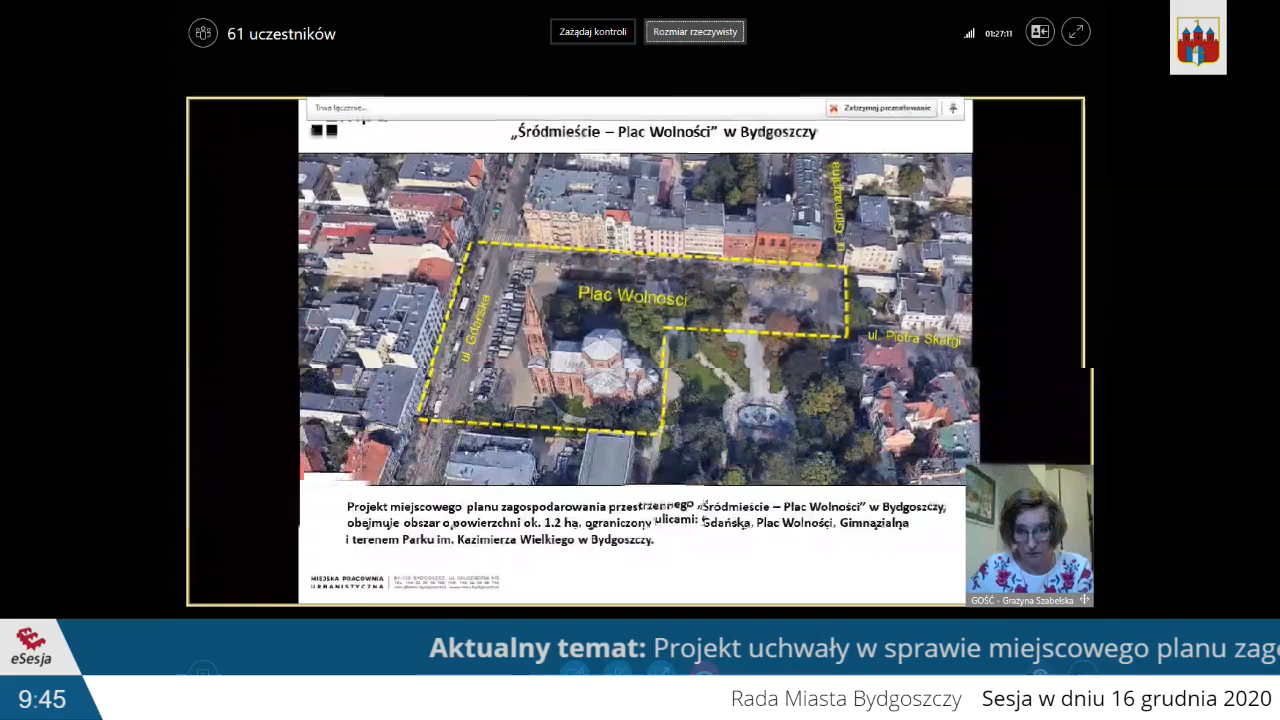 61 uczestników
Zażądaj kontroli
Rozmiar rzeczywisty
01:27:11
Trwa łączenie...
Zatrzymaj prezentowanie
„Śródmieście – Plac Wolności” w Bydgoszczy
ul. Gimnazjalna
Plac Wolności
ul. Gdańska
ul. Piotra Skargi
Projekt miejscowego planu zagospodarowania przestrzennego „Śródmieście – Plac Wolności” w Bydgoszczy,
obejmuje obszar o powierzchni ok. 1.2 ha, ograniczony ulicami: Gdańską, Plac Wolności, Gimnazjalną
i terenem Parku im. Kazimierza Wielkiego w Bydgoszczy.
MIEJSKA PRACOWNIA
URBANISTYCZNA
GOŚĆ - Grażyna Szabelska
eSesja
Aktualny temat: Projekt uchwały w sprawie miejscowego planu zago
9:45
Rada Miasta Bydgoszczy Sesja w dniu 16 grudnia 2020